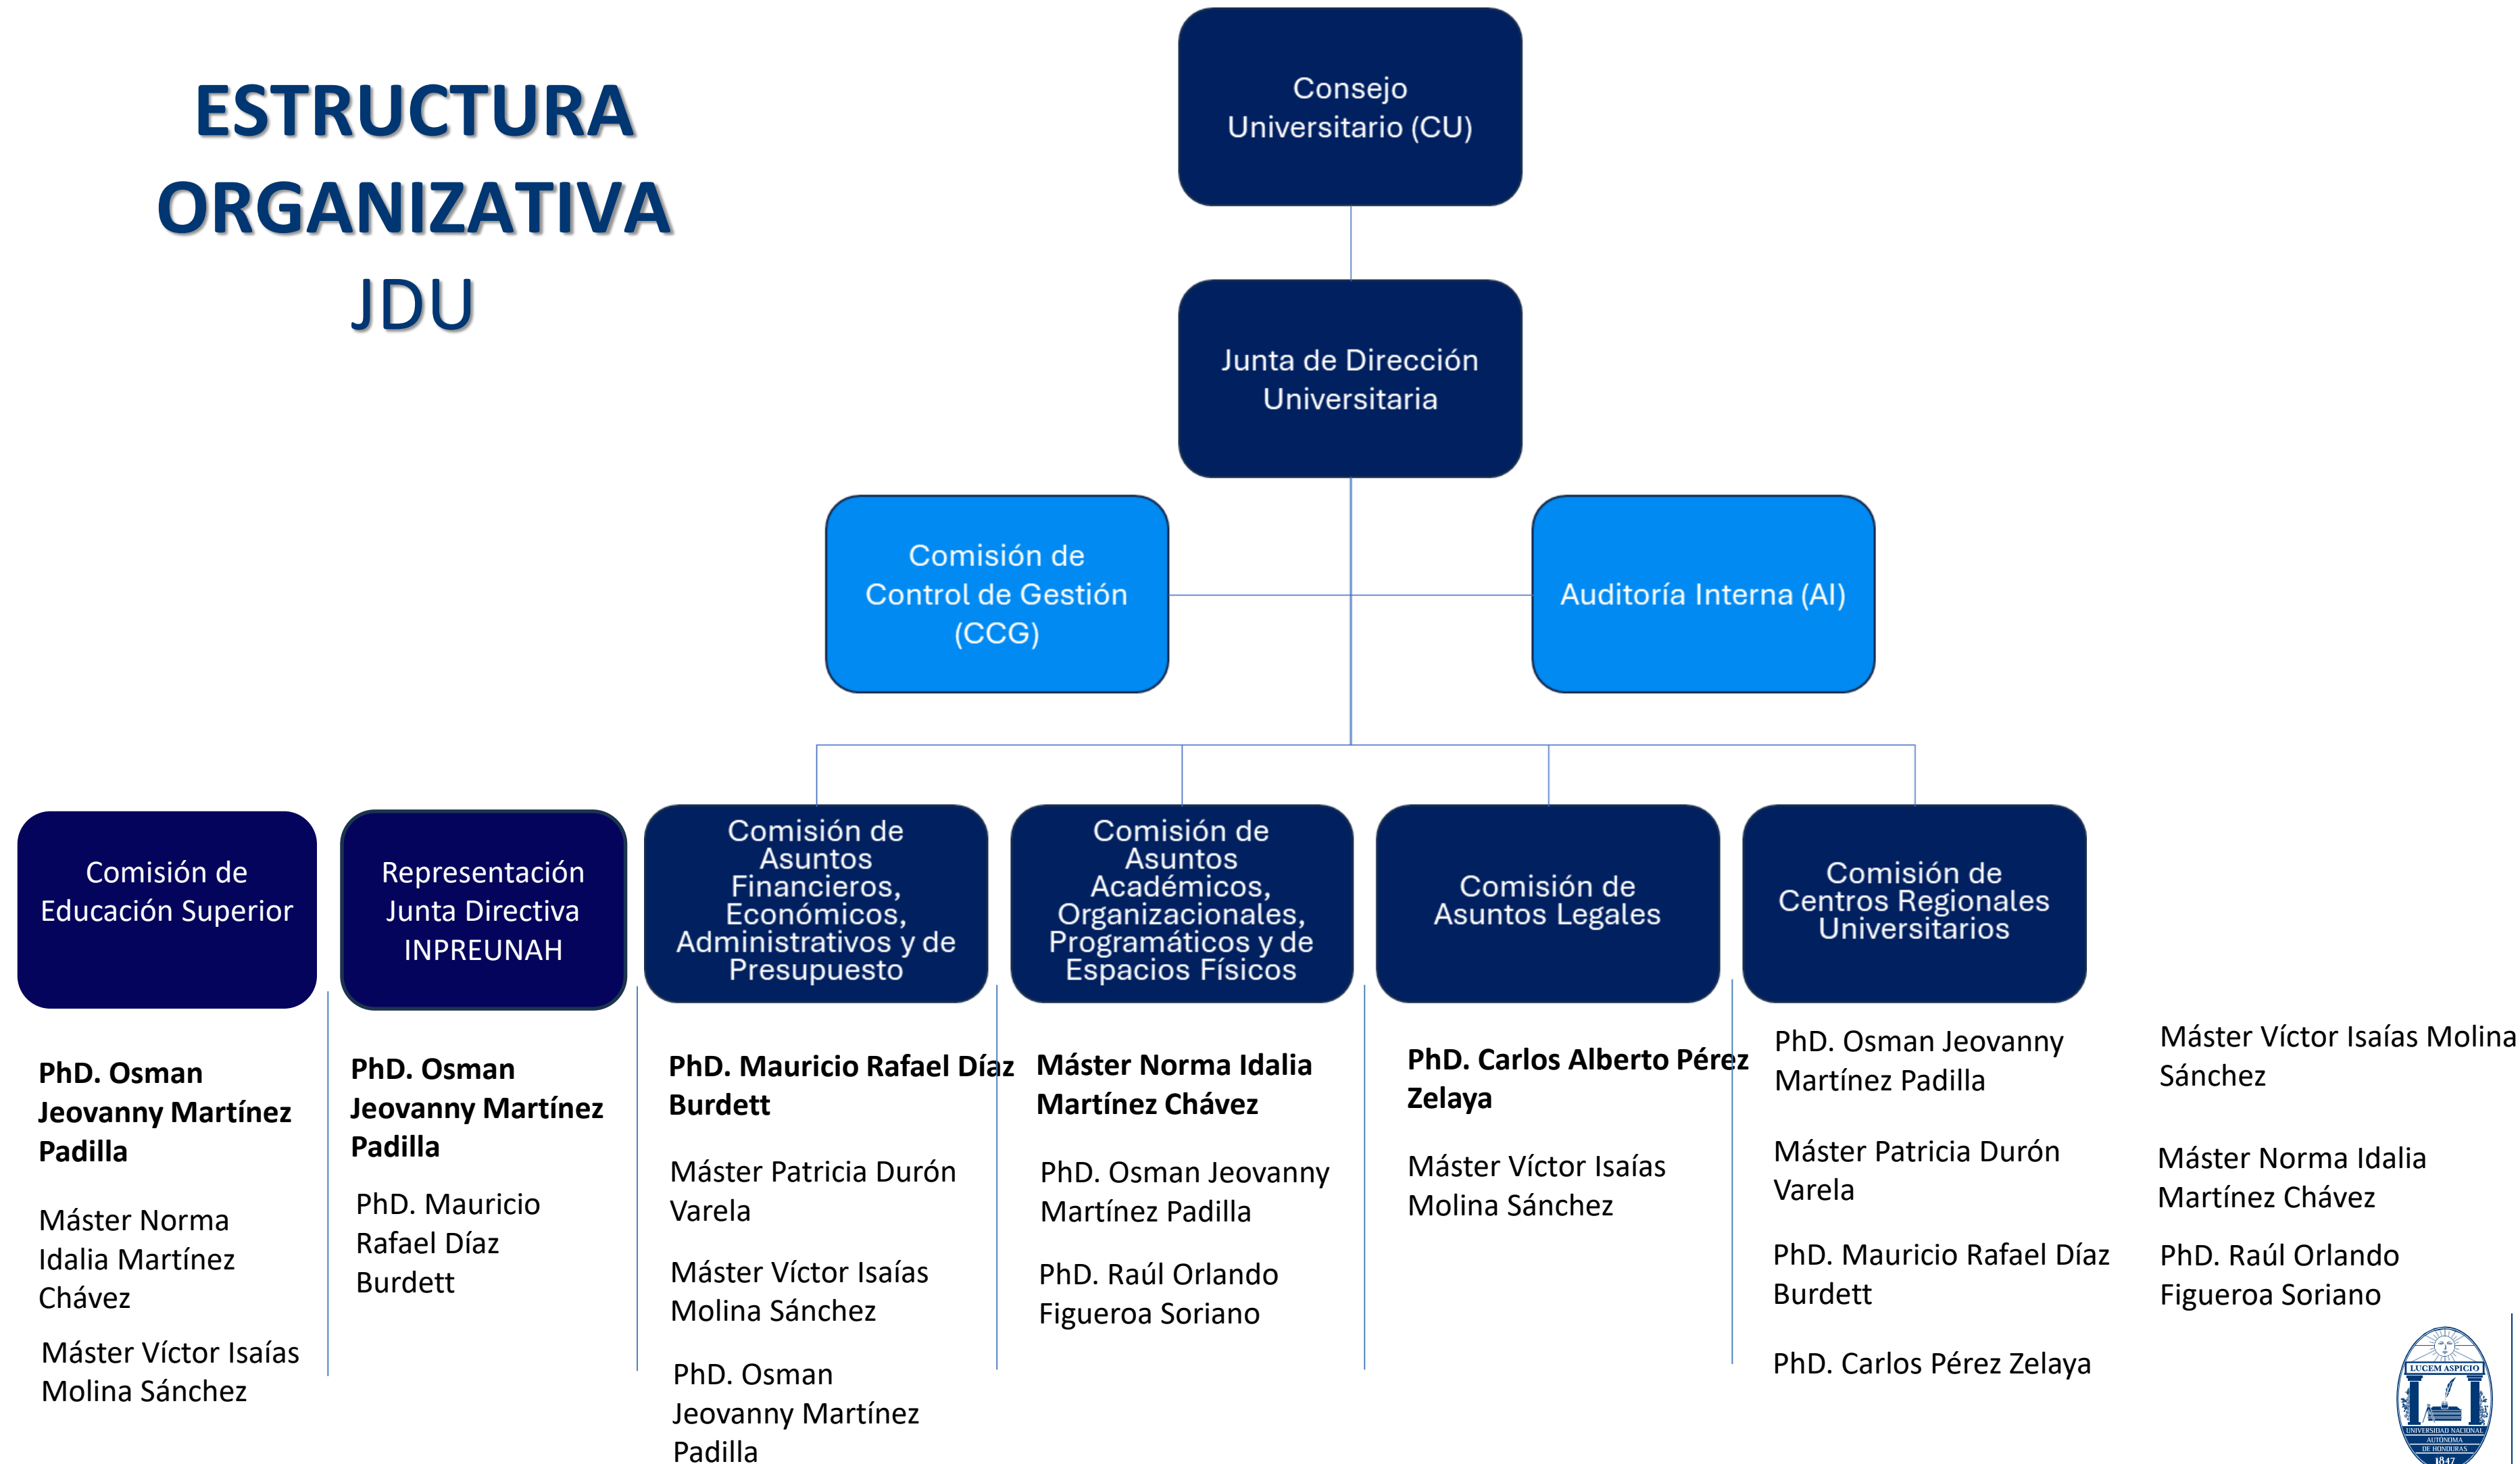 ESTRUCTURA
ORGANIZATIVA
JDU
Consejo
Universitario (CU)
Junta de Dirección
Universitaria
Comisión de
Control de Gestión
(CCG)
Auditoría Interna (AI)
Comisión de
Educación Superior
Representación
Junta Directiva
INPREUNAH
Comisión de
Asuntos
Financieros,
Económicos,
Administrativos y de
Presupuesto
Comisión de
Asuntos
Académicos,
Organizacionales,
Programáticos y de
Espacios Físicos
Comisión de
Asuntos Legales
Comisión de
Centros Regionales
Universitarios
PhD. Osman
Jeovanny Martínez
Padilla
Máster Norma
Idalia Martínez
Chávez
Máster Víctor Isaías
Molina Sánchez
PhD. Osman
Jeovanny Martínez
Padilla
PhD. Mauricio
Rafael Díaz
Burdett
PhD. Mauricio Rafael Díaz
Burdett
Máster Patricia Durón
Varela
Máster Víctor Isaías
Molina Sánchez
PhD. Osman
Jeovanny Martínez
Padilla
Máster Norma Idalia
Martínez Chávez
PhD. Osman Jeovanny
Martínez Padilla
PhD. Raúl Orlando
Figueroa Soriano
PhD. Carlos Alberto Pérez
Zelaya
Máster Víctor Isaías
Molina Sánchez
PhD. Osman Jeovanny
Martínez Padilla
Máster Patricia Durón
Varela
PhD. Mauricio Rafael Díaz
Burdett
PhD. Carlos Pérez Zelaya
Máster Víctor Isaías Molina
Sánchez
Máster Norma Idalia
Martínez Chávez
PhD. Raúl Orlando
Figueroa Soriano
LUCEM ASPICIO
UNIVERSIDAD NACIONAL
AUTÓNOMA
DE HONDURAS
1847